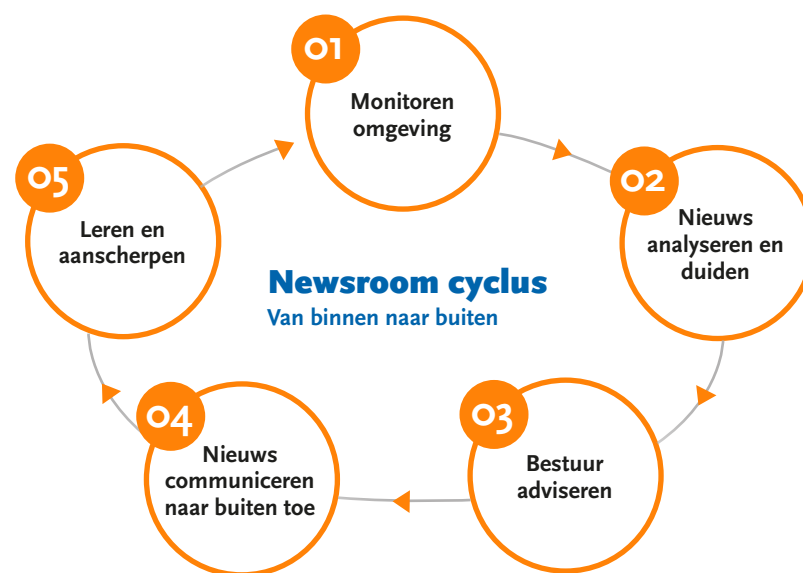 01
Monitoren
omgeving
02
Nieuws
analyseren en
duiden
03
Bestuur
adviseren
04
Nieuws
communiceren
naar buiten toe
05
Leren en
aanscherpen
Newsroom cyclus
Van binnen naar buiten